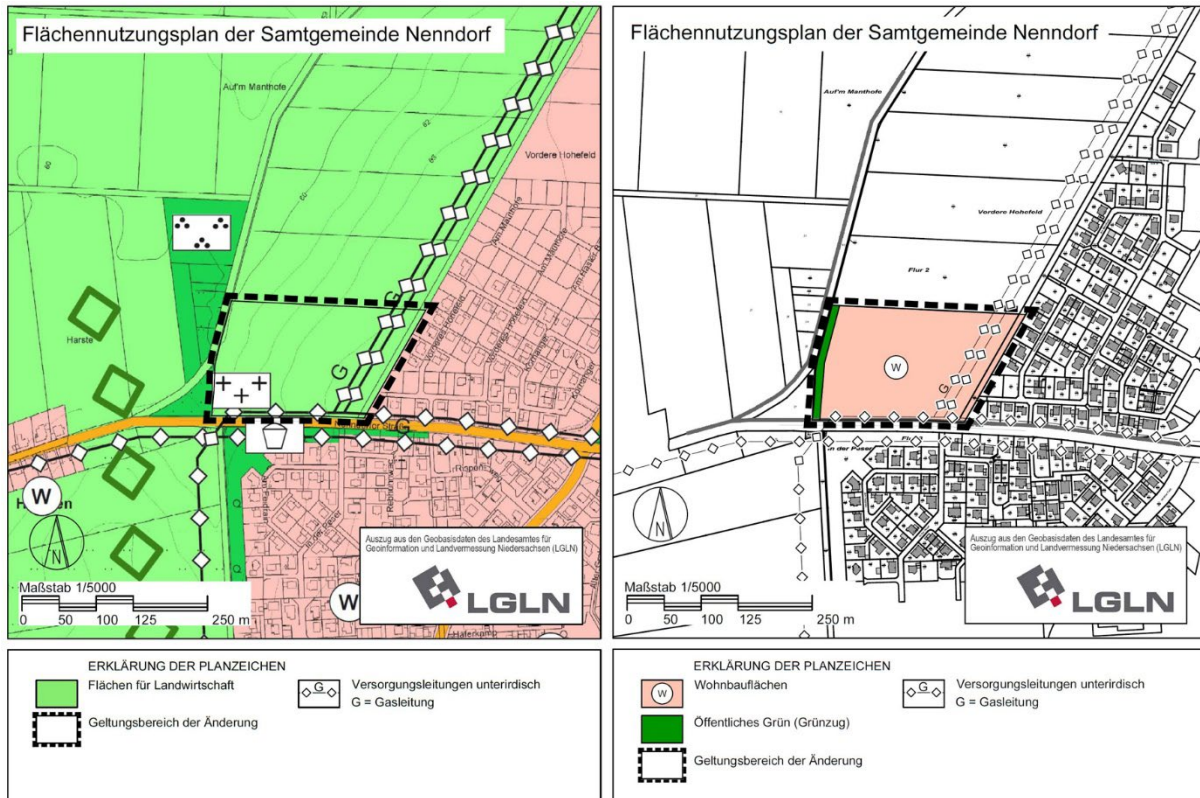 Flächennutzungsplan der Samtgemeinde Nenndorf
Auf'm Manthofe
Vordere Hohefeld
Am Manthofe
Harste
G
G
W
W
N
Haferkamp
Auszug aus den Geobasisdaten des Landesamtes für
Geoinformation und Landvermessung Niedersachsen (LGLN)
LGLN
Maßstab 1/5000
0 50 100 125 250 m
ERKLÄRUNG DER PLANZEICHEN
Flächen für Landwirtschaft
Geltungsbereich der Änderung
G
Versorgungsleitungen unterirdisch
G = Gasleitung
Flächennutzungsplan der Samtgemeinde Nenndorf
Auf'm Manthofe
Vordere Hohefeld
Flur 2
W
G
N
Auszug aus den Geobasisdaten des Landesamtes für
Geoinformation und Landvermessung Niedersachsen (LGLN)
LGLN
Maßstab 1/5000
0 50 100 125 250 m
ERKLÄRUNG DER PLANZEICHEN
W
Wohnbauflächen
Öffentliches Grün (Grünzug)
Geltungsbereich der Änderung
G
Versorgungsleitungen unterirdisch
G = Gasleitung